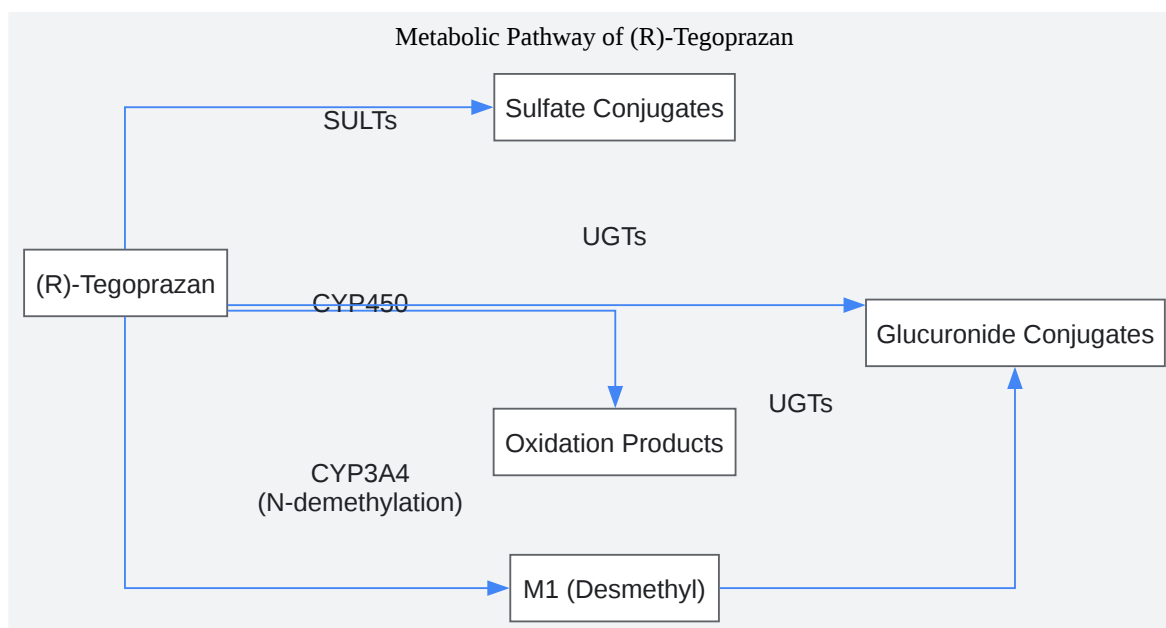 Metabolic Pathway of (R)-Tegoprazan
Sulfate Conjugates
SULTs
UGTs
(R)-Tegoprazan
CYP450
Glucuronide Conjugates
UGTs
Oxidation Products
CYP3A4
(N-demethylation)
M1 (Desmethyl)